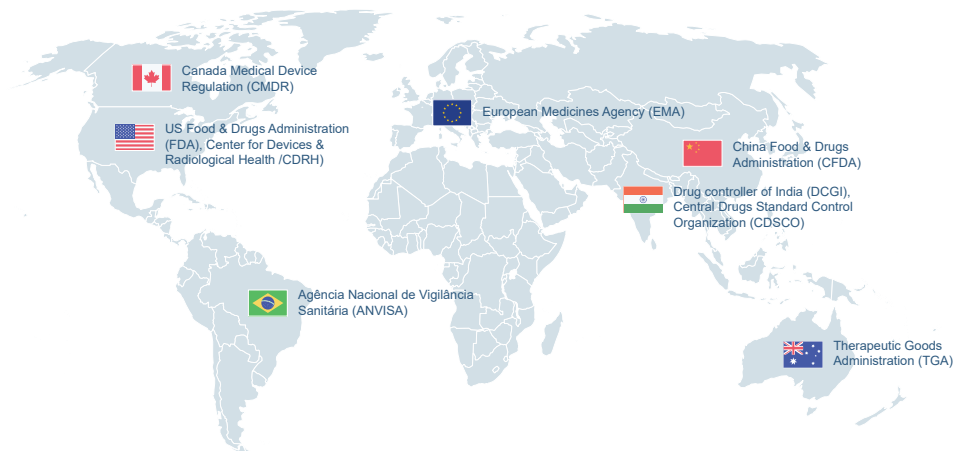 Canada Medical Device
Regulation (CMDR)
US Food & Drugs Administration
(FDA), Center for Devices &
Radiological Health /CDRH)
European Medicines Agency (EMA)
China Food & Drugs
Administration (CFDA)
Drug controller of India (DCGI),
Central Drugs Standard Control
Organization (CDSCO)
Agência Nacional de Vigilância
Sanitária (ANVISA)
Therapeutic Goods
Administration (TGA)